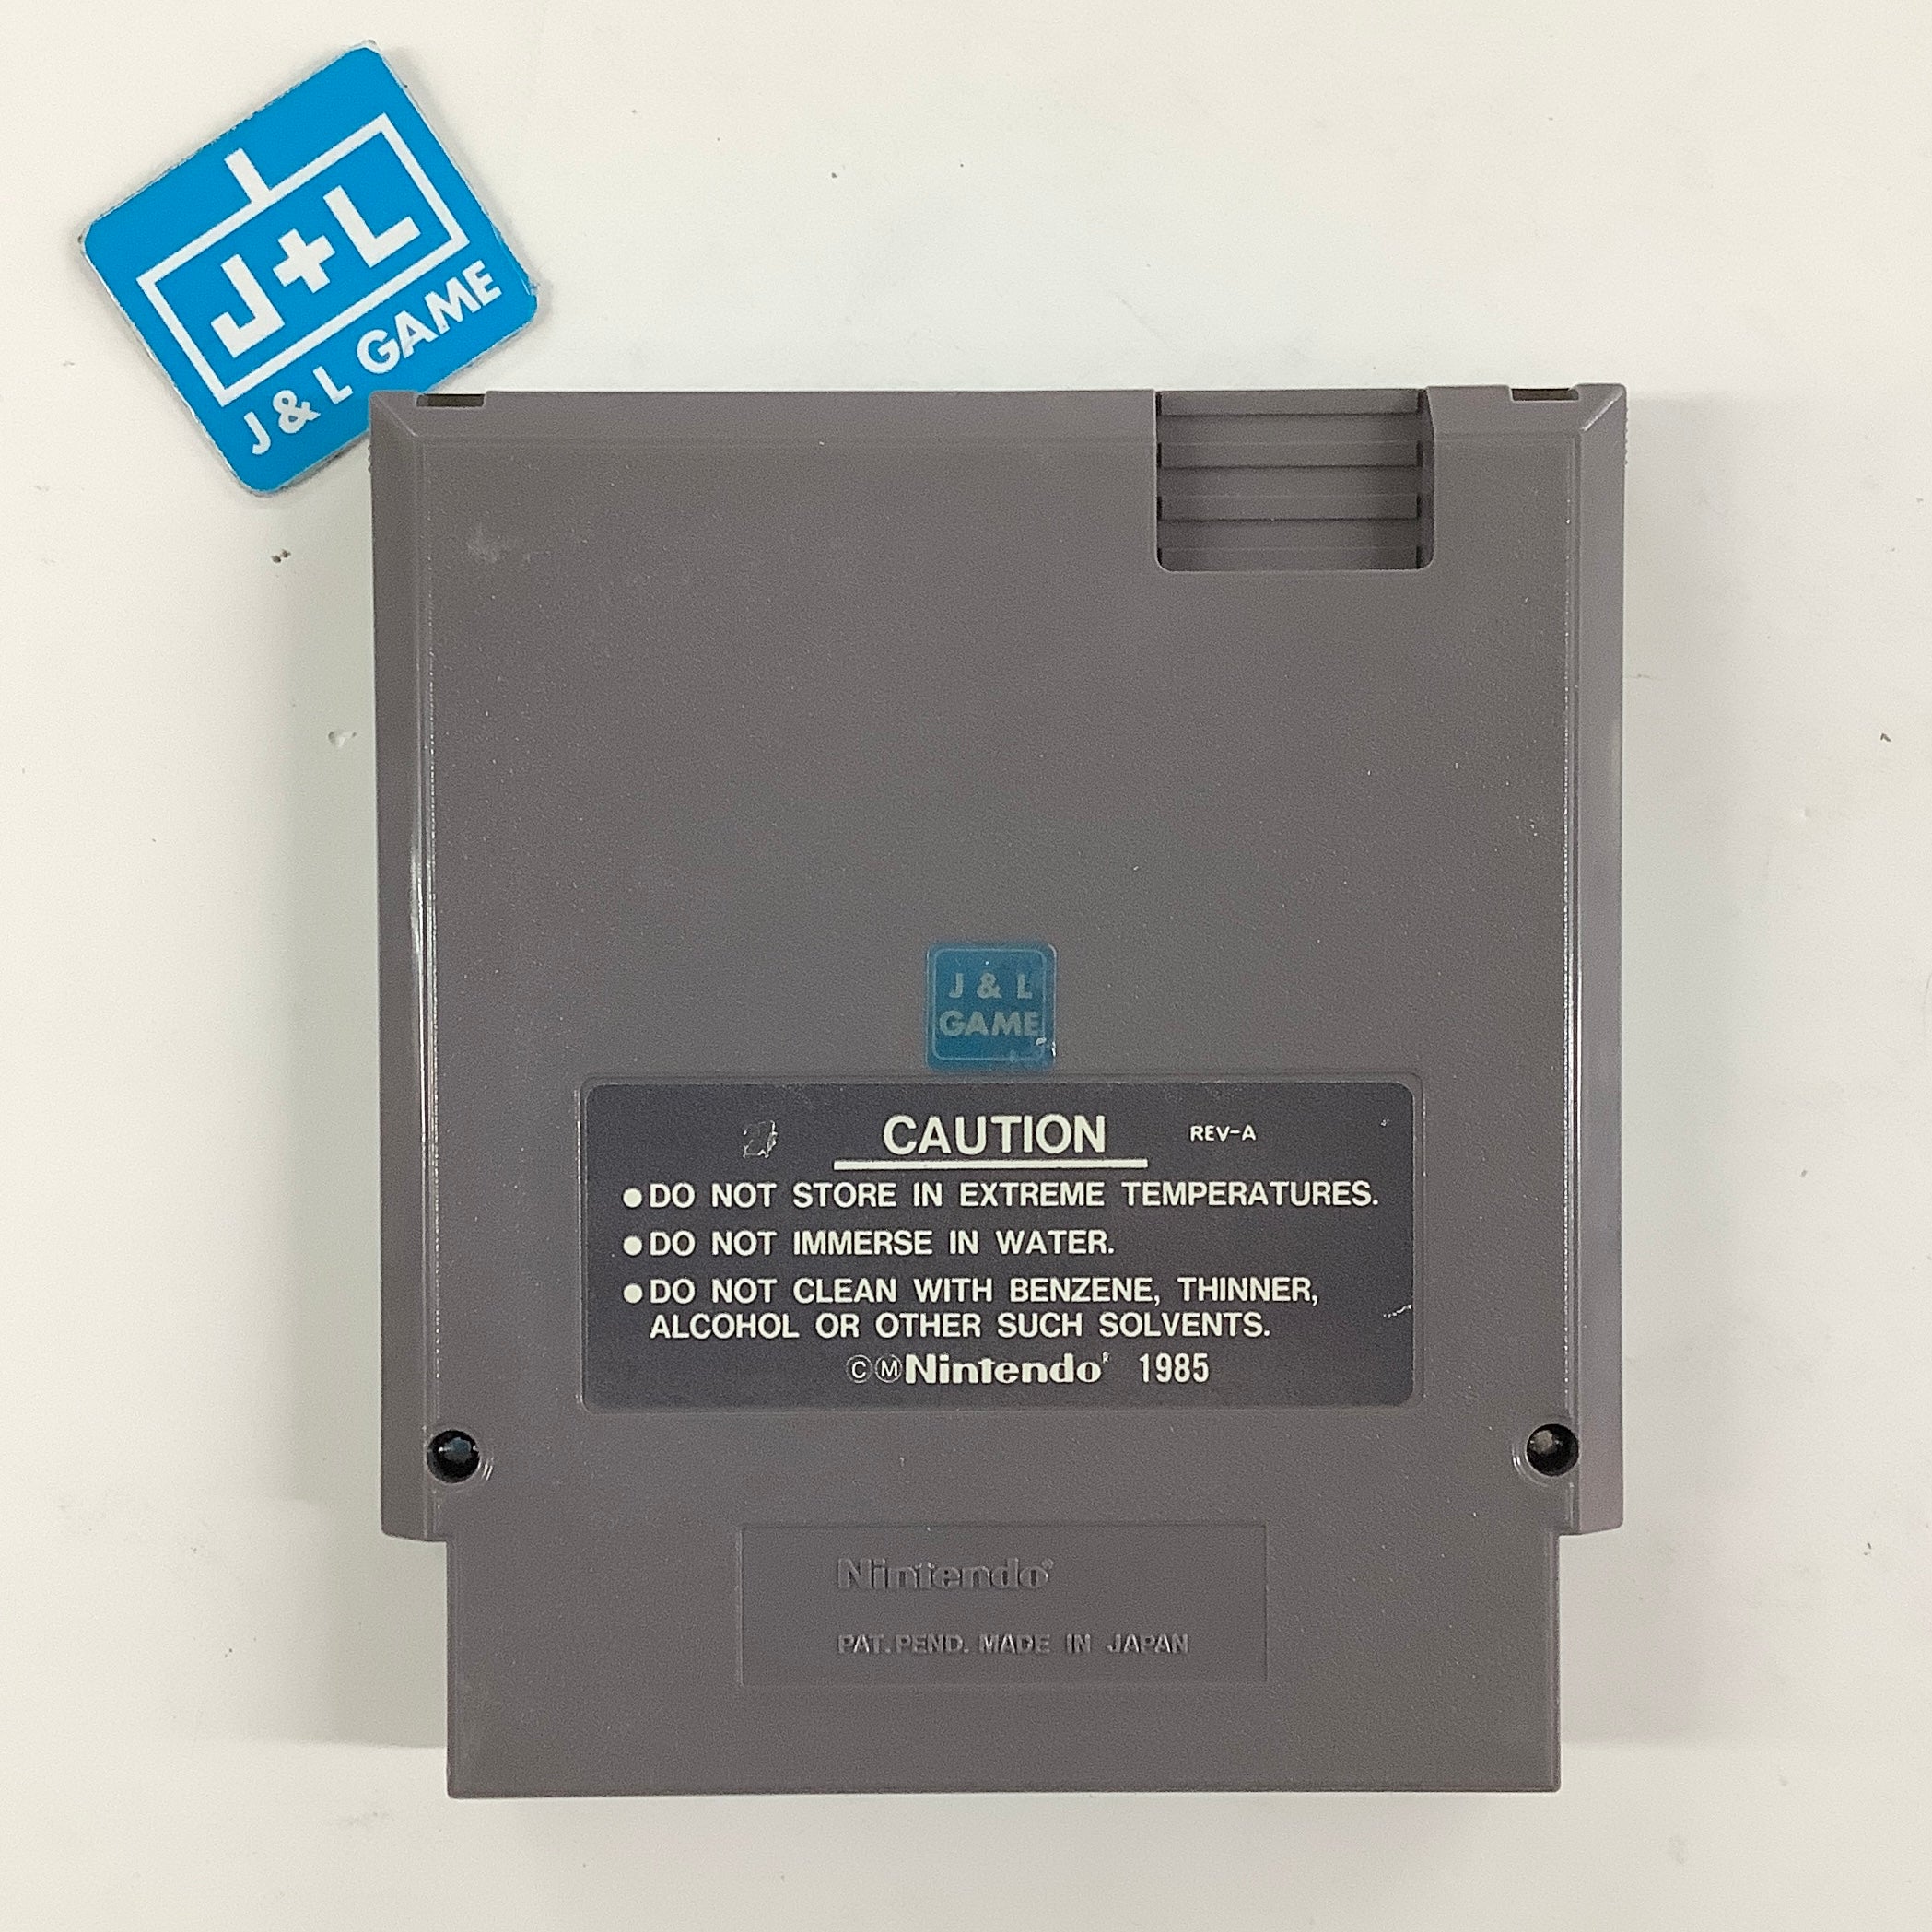 J+L
J & L GAME
J & L
GAME
CAUTION REV-A
●DO NOT STORE IN EXTREME TEMPERATURES.
●DO NOT IMMERSE IN WATER.
●DO NOT CLEAN WITH BENZENE, THINNER,
ALCOHOL OR OTHER SUCH SOLVENTS.
©ⓂNintendo® 1985
Nintendo®
PAT. PEND. MADE IN JAPAN